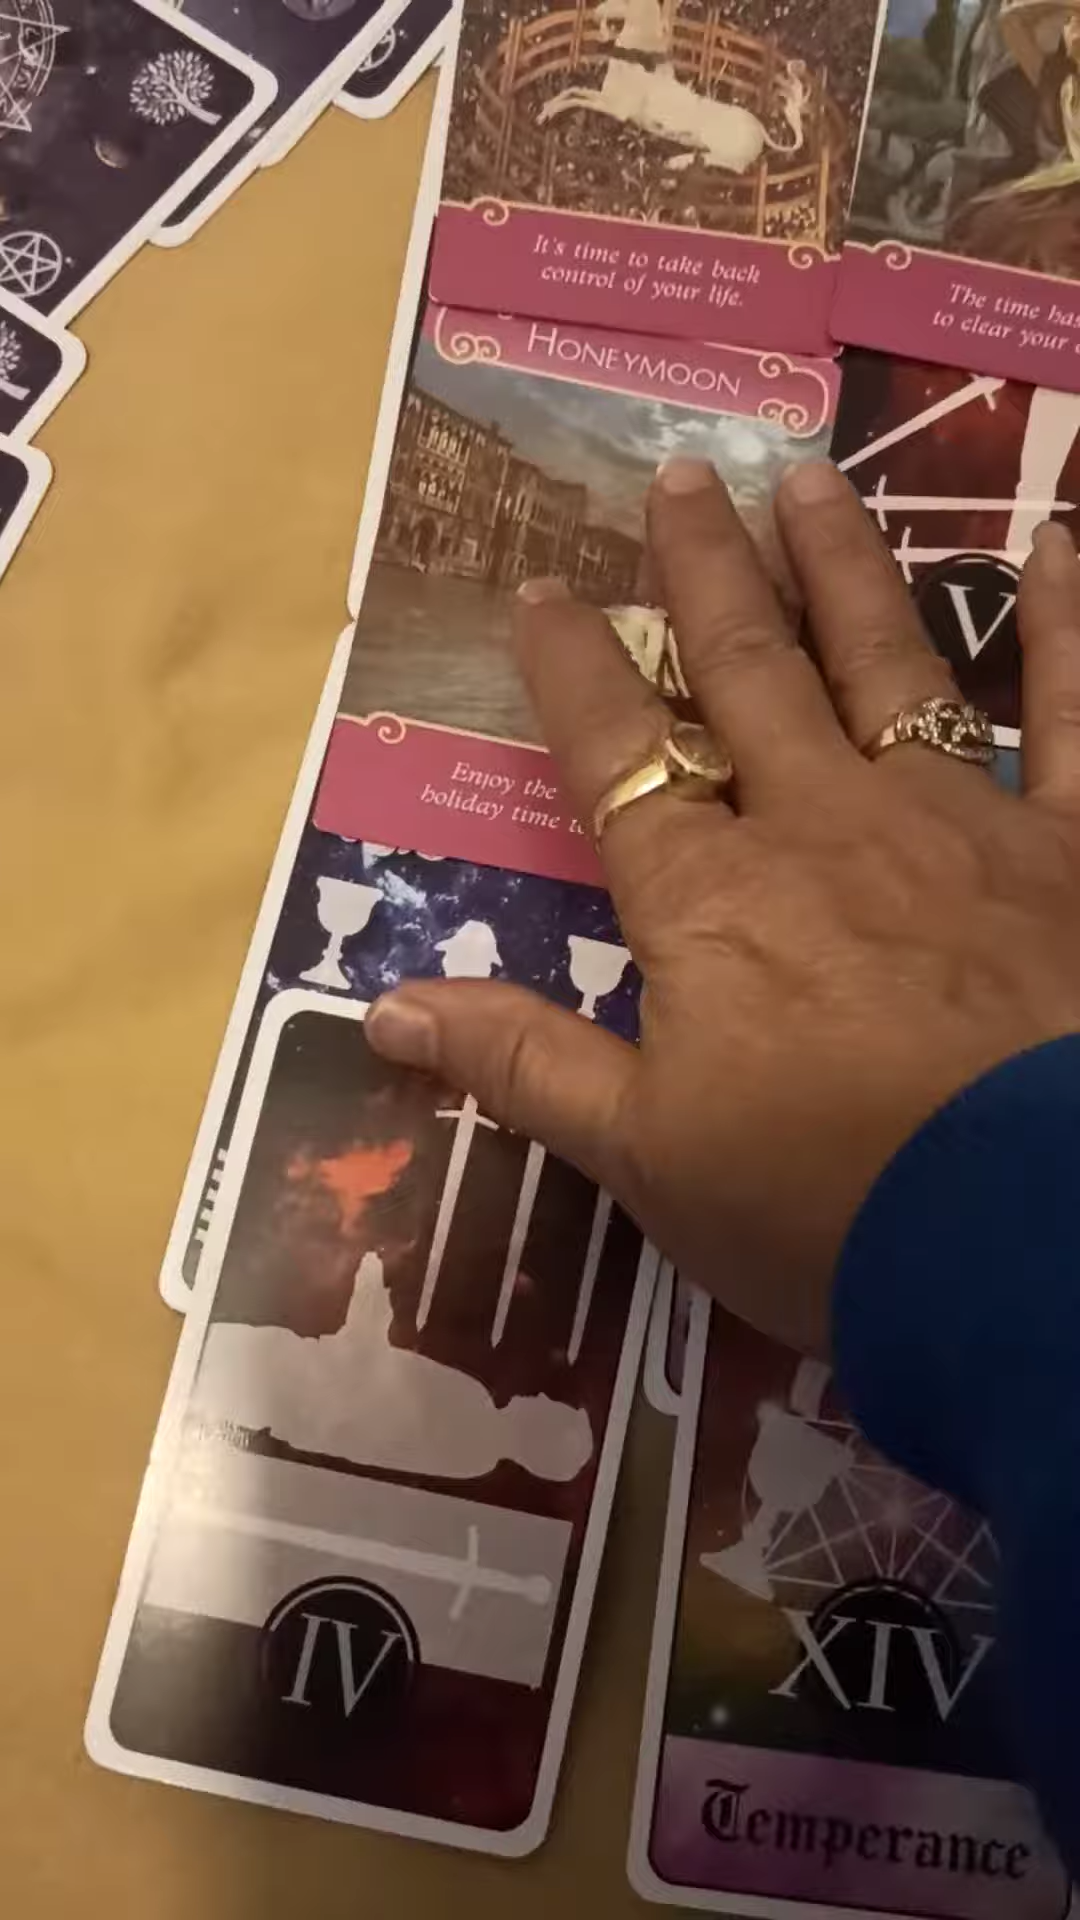 It's time to take back
control of your life.
The time has
to clear your
HONEYMOON
V
Enjoy the
holiday time to
IV
XIV
Temperance